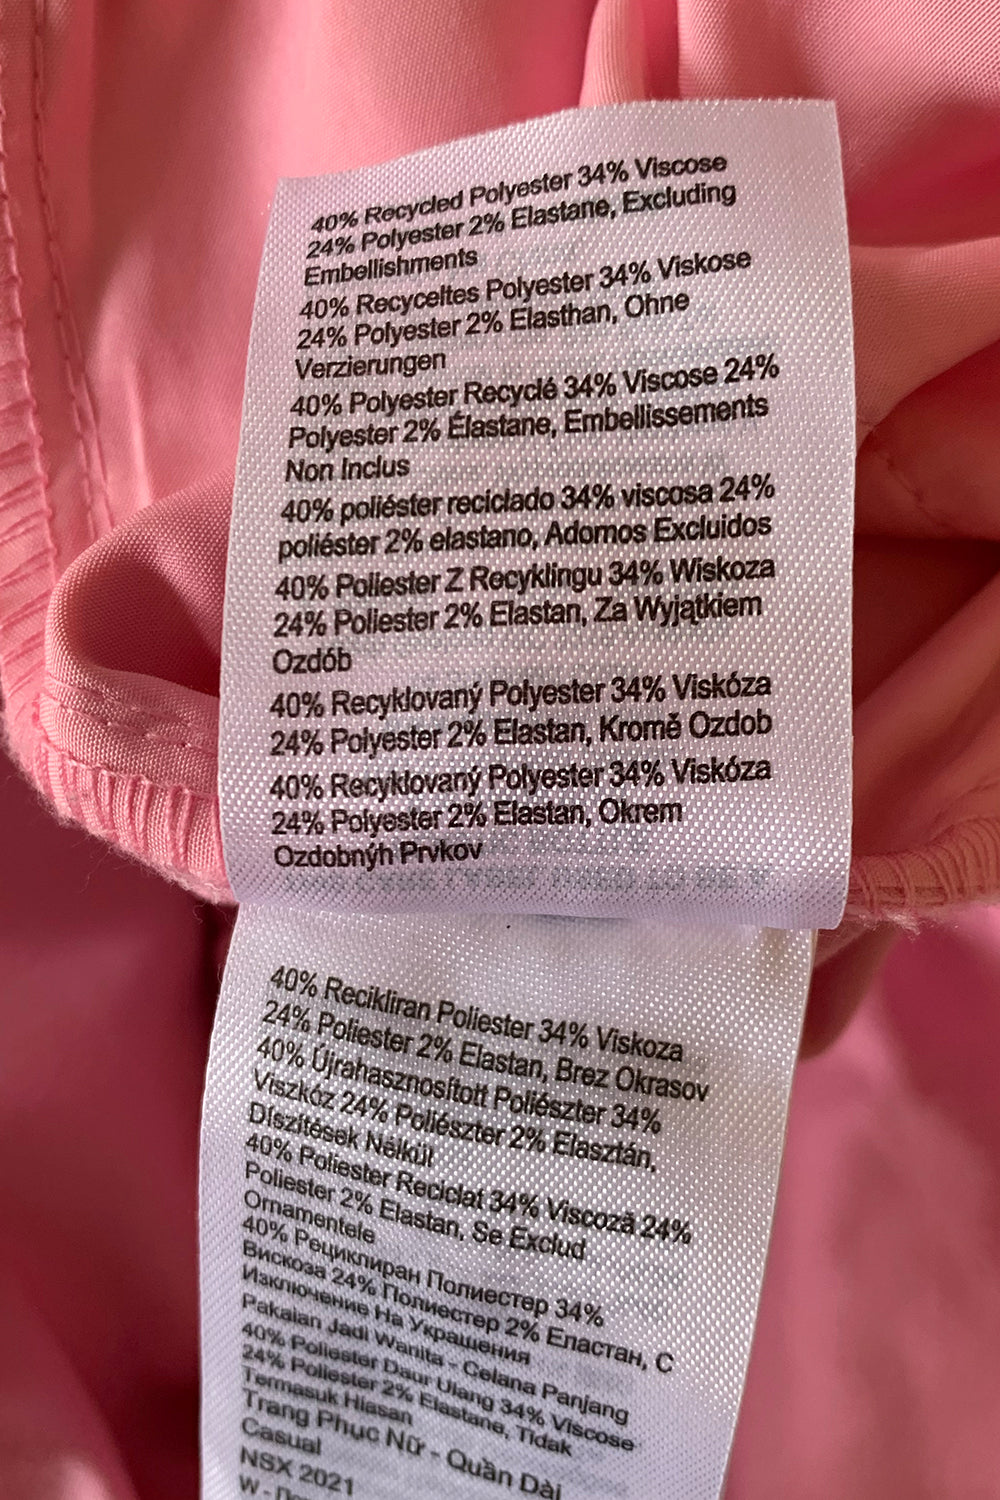 40% Recycled Polyester 34% Viscose
24% Polyester 2% Elastane, Excluding
Embellishments
40% Recyceltes Polyester 34% Viskose
24% Polyester 2% Elasthan, Ohne
Verzierungen
40% Polyester Recyclé 34% Viscose 24%
Polyester 2% Élastane, Embellissements
Non Inclus
40% poliéster reciclado 34% viscosa 24%
poliéster 2% elastano, Adornos Excluidos
40% Poliester Z Recyklingu 34% Wiskoza
24% Poliester 2% Elastan, Za Wyjątkiem
Ozdób
40% Recyklovaný Polyester 34% Viskóza
24% Polyester 2% Elastan, Kromě Ozdob
40% Recyklovaný Polyester 34% Viskóza
24% Polyester 2% Elastan, Okrem
Ozdobnýh Prvkov
40% Recikliran Poliester 34% Viskoza
24% Poliester 2% Elastan, Brez Okrasov
40% Újrahasznosított Poliészter 34%
Viszkóz 24% Poliészter 2% Elasztán,
Díszítések Nélkül
40% Poliester Reciclat 34% Viscoză 24%
Poliester 2% Elastan, Se Exclud
Ornamentele
40% Рециклиран Полиестер 34%
Вискоза 24% Полиестер 2% Еластан, С
Изключение На Украшения
Pakaian Jadi Wanita - Celana Panjang
40% Poliester Daur Ulang 34% Viscose
24% Poliester 2% Elastane, Tidak
Termasuk Hiasan
Trang Phục Nữ - Quần Dài
Casual
NSX 2021
W -